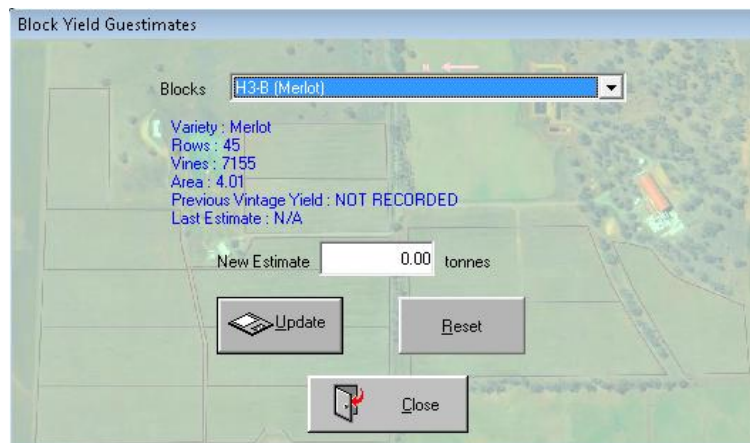 Block Yield Guestimates
N
Blocks H3-B (Merlot)
Variety : Merlot
Rows : 45
Vines : 7155
Area : 4.01
Previous Vintage Yield : NOT RECORDED
Last Estimate : N/A
New Estimate 0.00 tonnes
Update Reset
Close